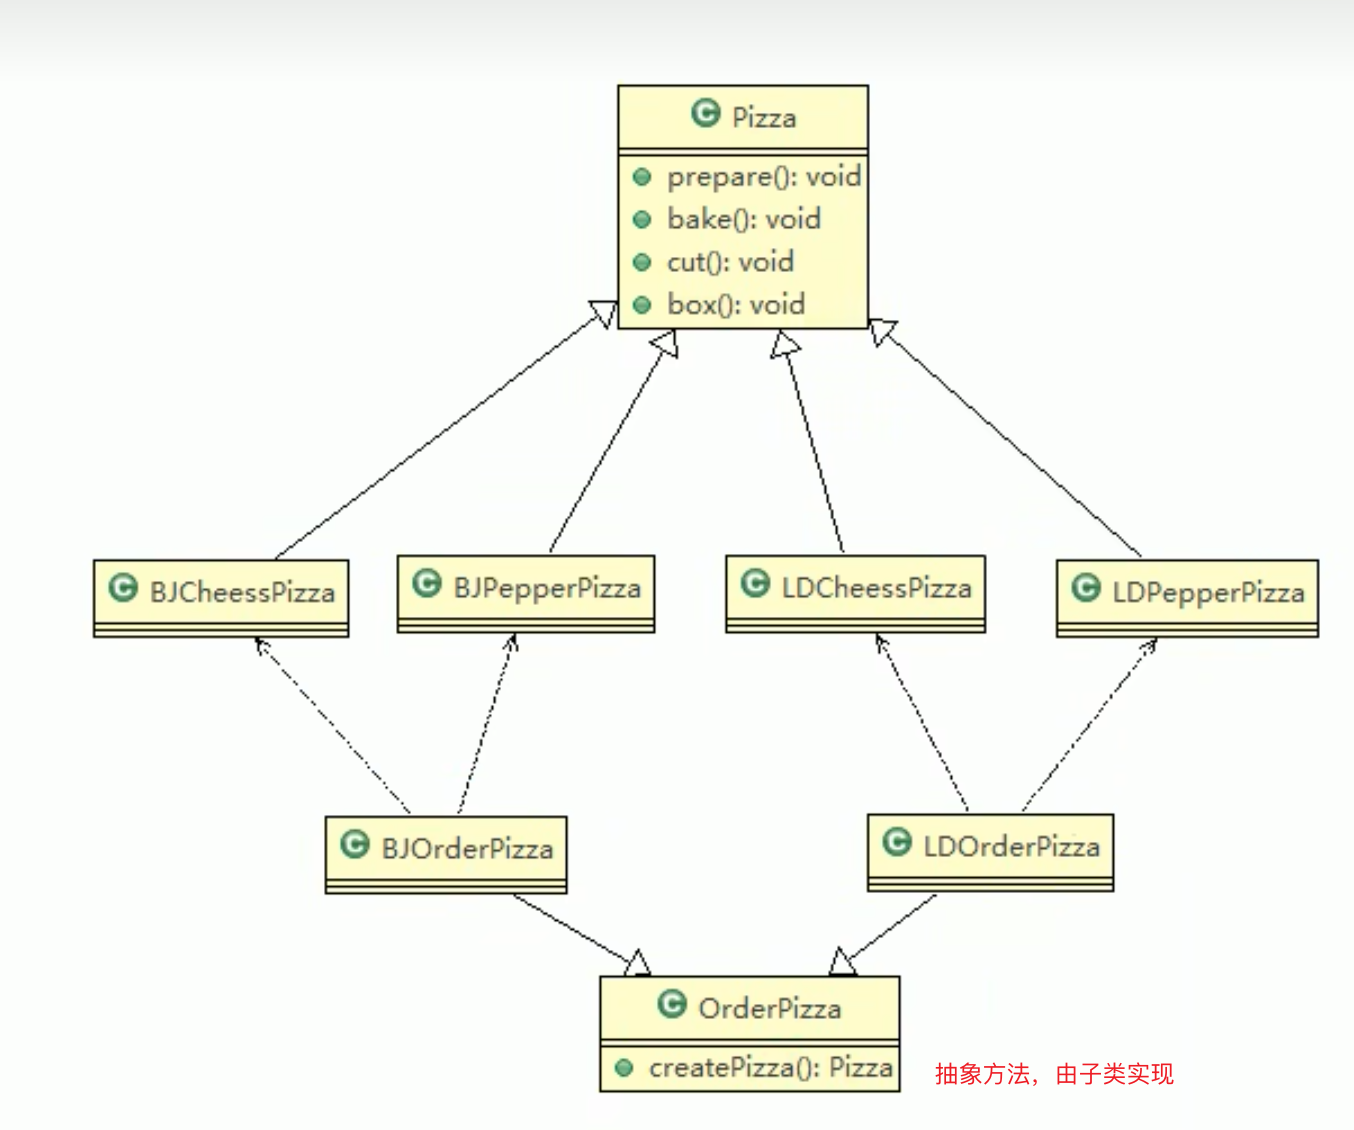 Pizza
prepare(): void
bake(): void
cut(): void
box(): void
BJCheessPizza
BJPepperPizza
LDCheessPizza
LDPepperPizza
BJOrderPizza
LDOrderPizza
OrderPizza
createPizza(): Pizza
抽象方法，由子类实现